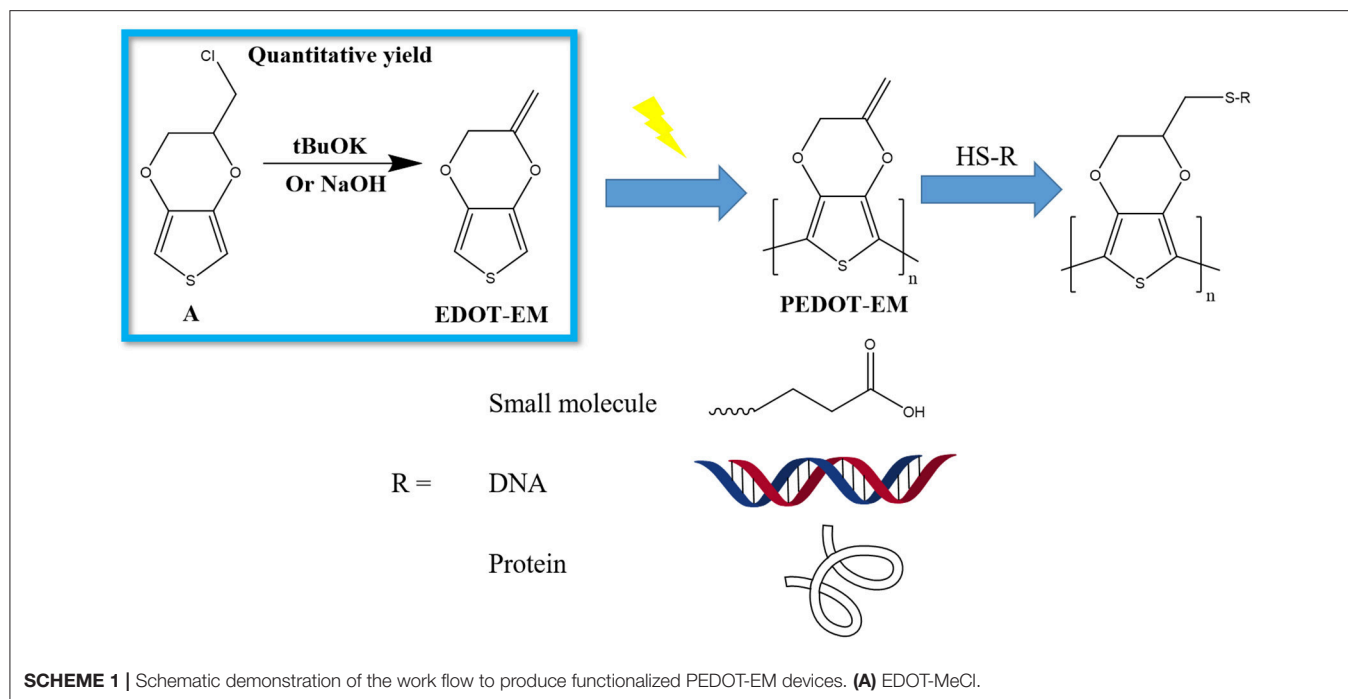 Quantitative yield
Cl
O
O
S
A
tBuOK
Or NaOH
O
O
S
EDOT-EM
O
O
S
n
PEDOT-EM
HS-R
S-R
O
O
S
n
Small molecule
O
OH
R =
DNA
Protein
SCHEME 1 | Schematic demonstration of the work flow to produce functionalized PEDOT-EM devices. (A) EDOT-MeCl.